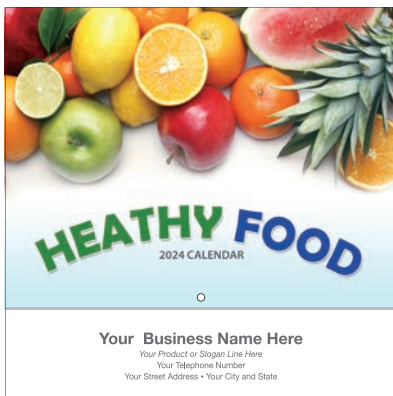 HEATHY FOOD
2024 CALENDAR
Your Business Name Here
Your Product or Slogan Line Here
Your Telephone Number
Your Street Address • Your City and State